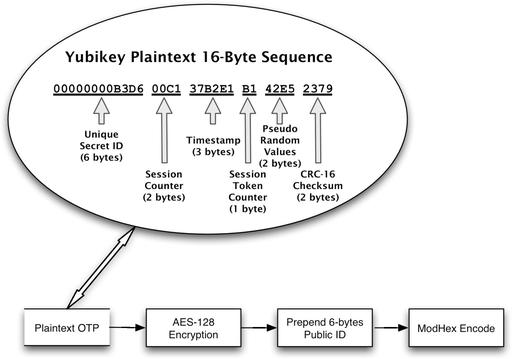 Yubikey Plaintext 16-Byte Sequence
00000000B3D6 00C1 37B2E1 B1 42E5 2379
Unique
Secret ID
(6 bytes)
Session
Counter
(2 bytes)
Timestamp
(3 bytes)
Session
Token
Counter
(1 byte)
Pseudo
Random
Values
(2 bytes)
CRC-16
Checksum
(2 bytes)
Plaintext OTP
AES-128
Encryption
Prepend 6-bytes
Public ID
ModHex Encode